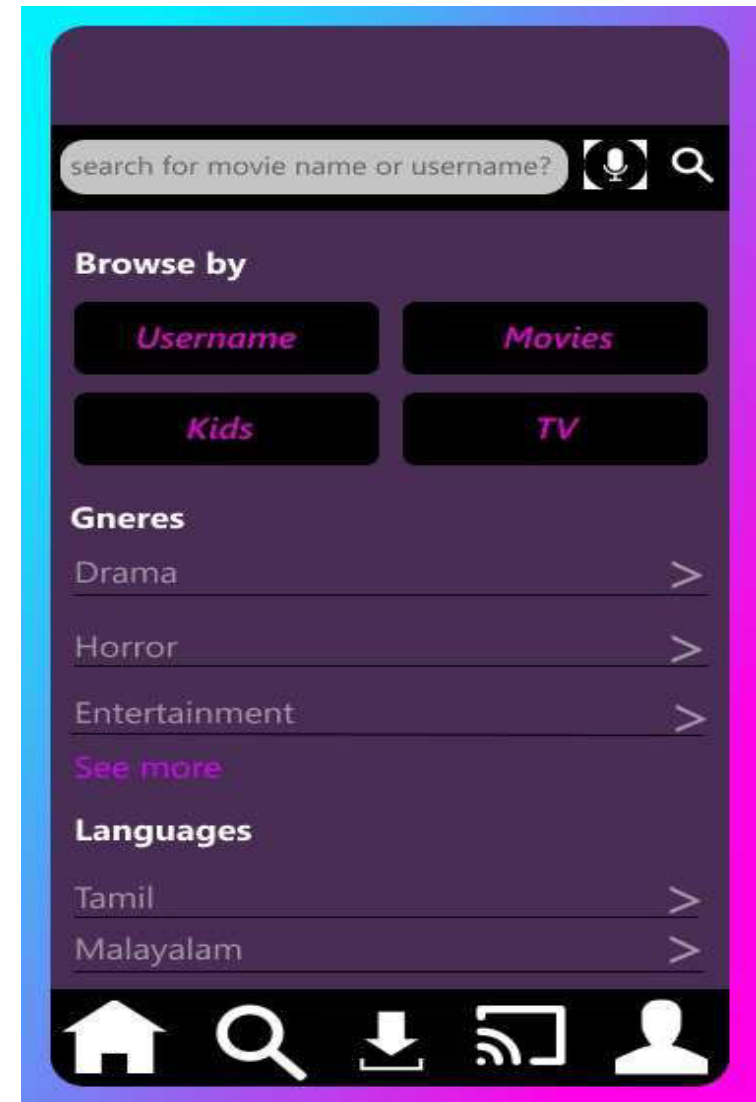 search for movie name or username?
Browse by
Username
Movies
Kids
TV
Gneres
Drama >
Horror >
Entertainment >
See more
Languages
Tamil >
Malayalam >